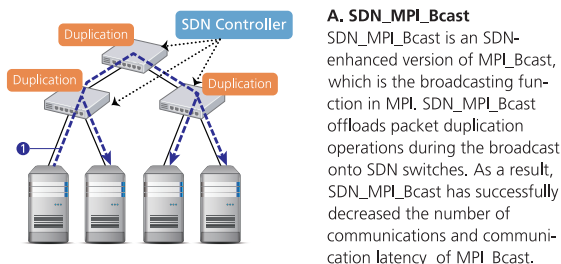 SDN Controller
Duplication
Duplication
Duplication
1
A. SDN_MPI_Bcast
SDN_MPI_Bcast is an SDN-
enhanced version of MPI_Bcast,
which is the broadcasting fun-
ction in MPI. SDN_MPI_Bcast
offloads packet duplication
operations during the broadcast
onto SDN switches. As a result,
SDN_MPI_Bcast has successfully
decreased the number of
communications and communi-
cation latency of MPI_Bcast.